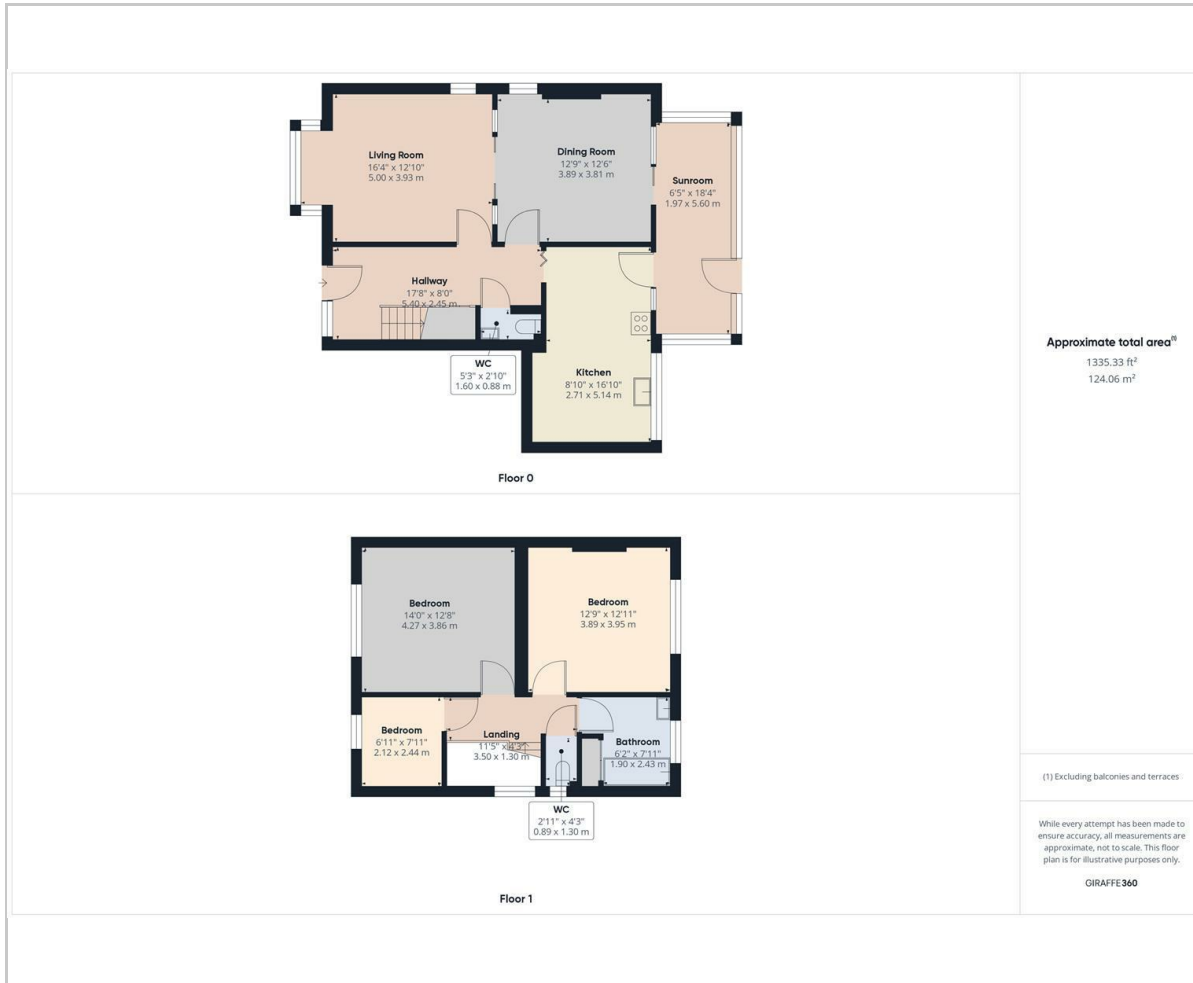 Living Room
16'4" x 12'10"
5.00 x 3.93 m
Dining Room
12'9" x 12'6"
3.89 x 3.81 m
Sunroom
6'5" x 18'4"
1.97 x 5.60 m
Hallway
17'8" x 8'0"
5.40 x 2.45 m
WC
5'3" x 2'10"
1.60 x 0.88 m
Kitchen
8'10" x 16'10"
2.71 x 5.14 m
Floor 0
Bedroom
14'0" x 12'8"
4.27 x 3.86 m
Bedroom
12'9" x 12'11"
3.89 x 3.95 m
Bedroom
6'11" x 7'11"
2.12 x 2.44 m
Landing
11'5" x 4'3"
3.50 x 1.30 m
Bathroom
6'2" x 7'11"
1.90 x 2.43 m
WC
2'11" x 4'3"
0.89 x 1.30 m
Floor 1
Approximate total area⁽¹⁾
1335.33 ft²
124.06 m²
(1) Excluding balconies and terraces
While every attempt has been made to
ensure accuracy, all measurements are
approximate, not to scale. This floor
plan is for illustrative purposes only.
GIRAFFE360